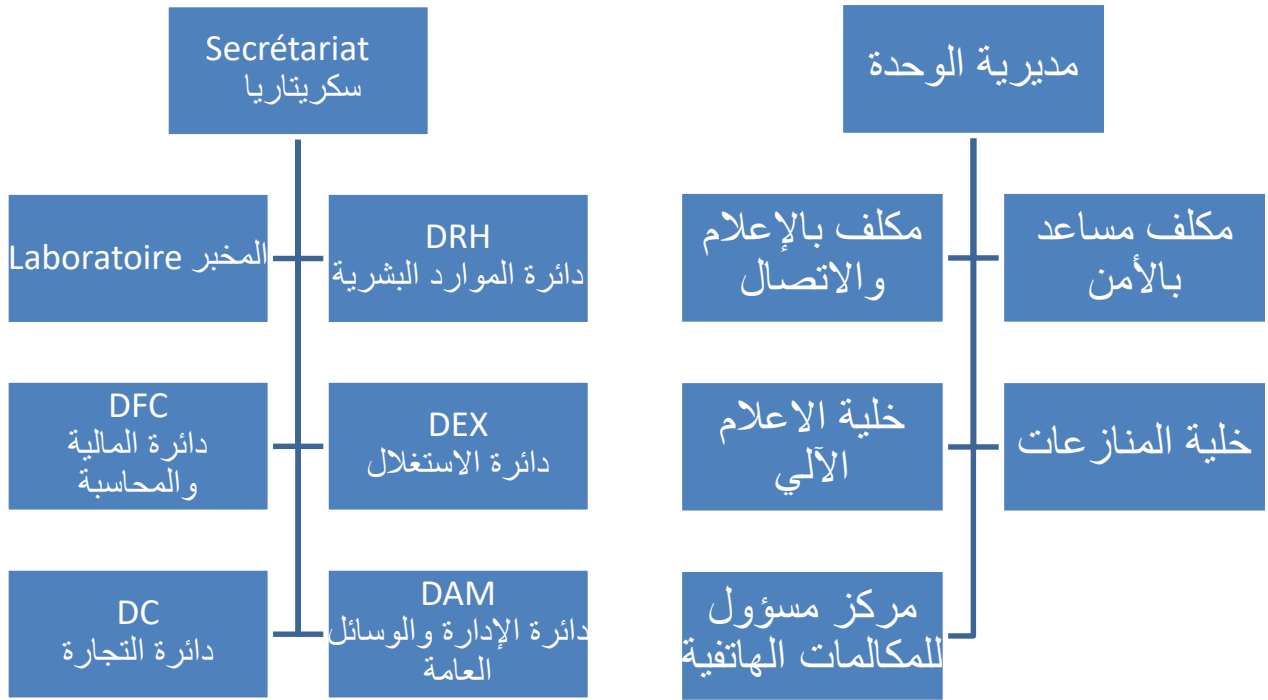 مديرية الوحدة
مكلف مساعد
بالأمن
مكلف بالإعلام
والاتصال
خلية المنازعات
خلية الاعلام
الآلي
مركز مسؤول
للمكالمات الهاتفية
Secrétariat
سكريتاريا
DRH
دائرة الموارد البشرية
المخبر Laboratoire
DEX
دائرة الاستغلال
DFC
دائرة المالية
والمحاسبة
DAM
دائرة الإدارة والوسائل
العامة
DC
دائرة التجارة